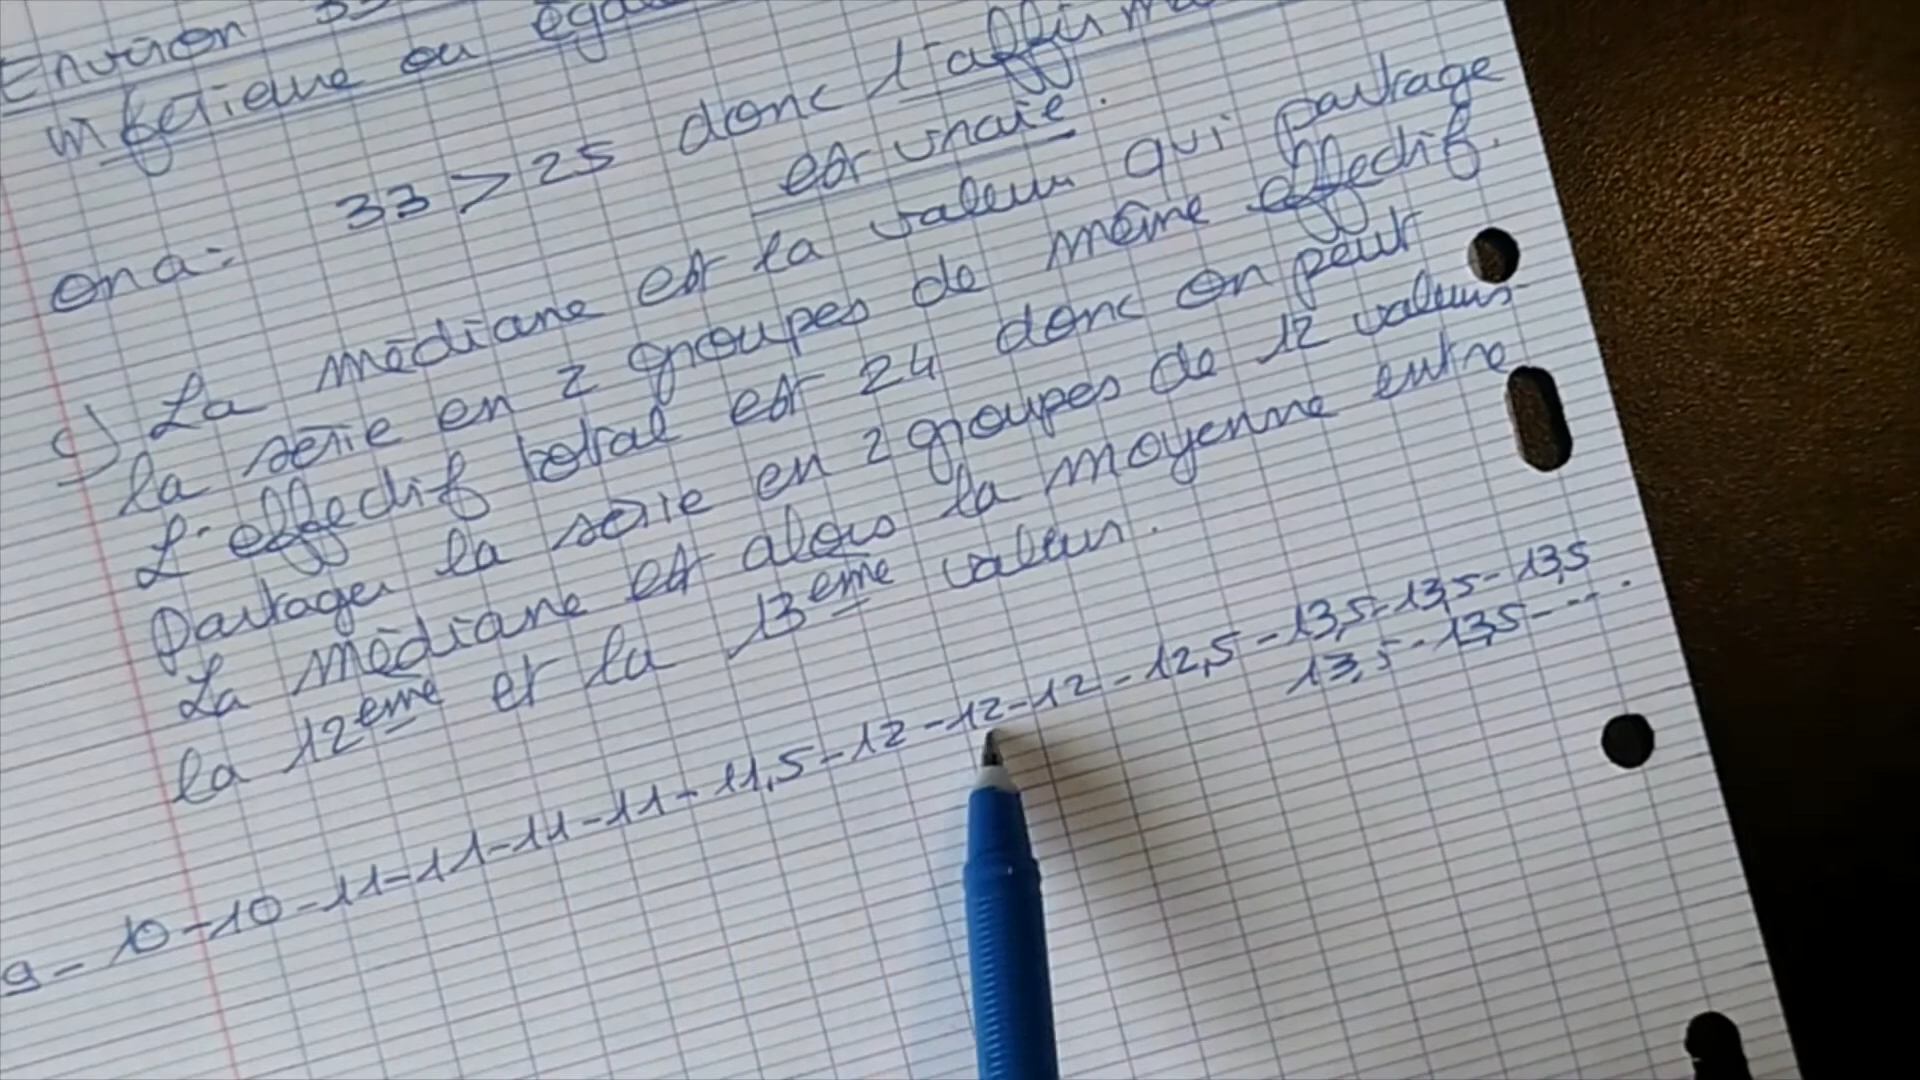 Environ 33
inférieure ou égale
on a : 33 > 25 donc l'affirma
est vraie.
c) La médiane est la valeur qui partage
la série en 2 groupes de même effectif.
L'effectif total est 24 donc on peut
partager la série en 2 groupes de 12 valeurs
La médiane est alors la moyenne entre
la 12ème et la 13ème valeur.
9 - 10 - 10 - 11 - 11 - 11 - 11 - 11,5 - 12 - 12 - 12 - 12,5 - 13,5 - 13,5 - 13,5
13,5 - 13,5 - - - .